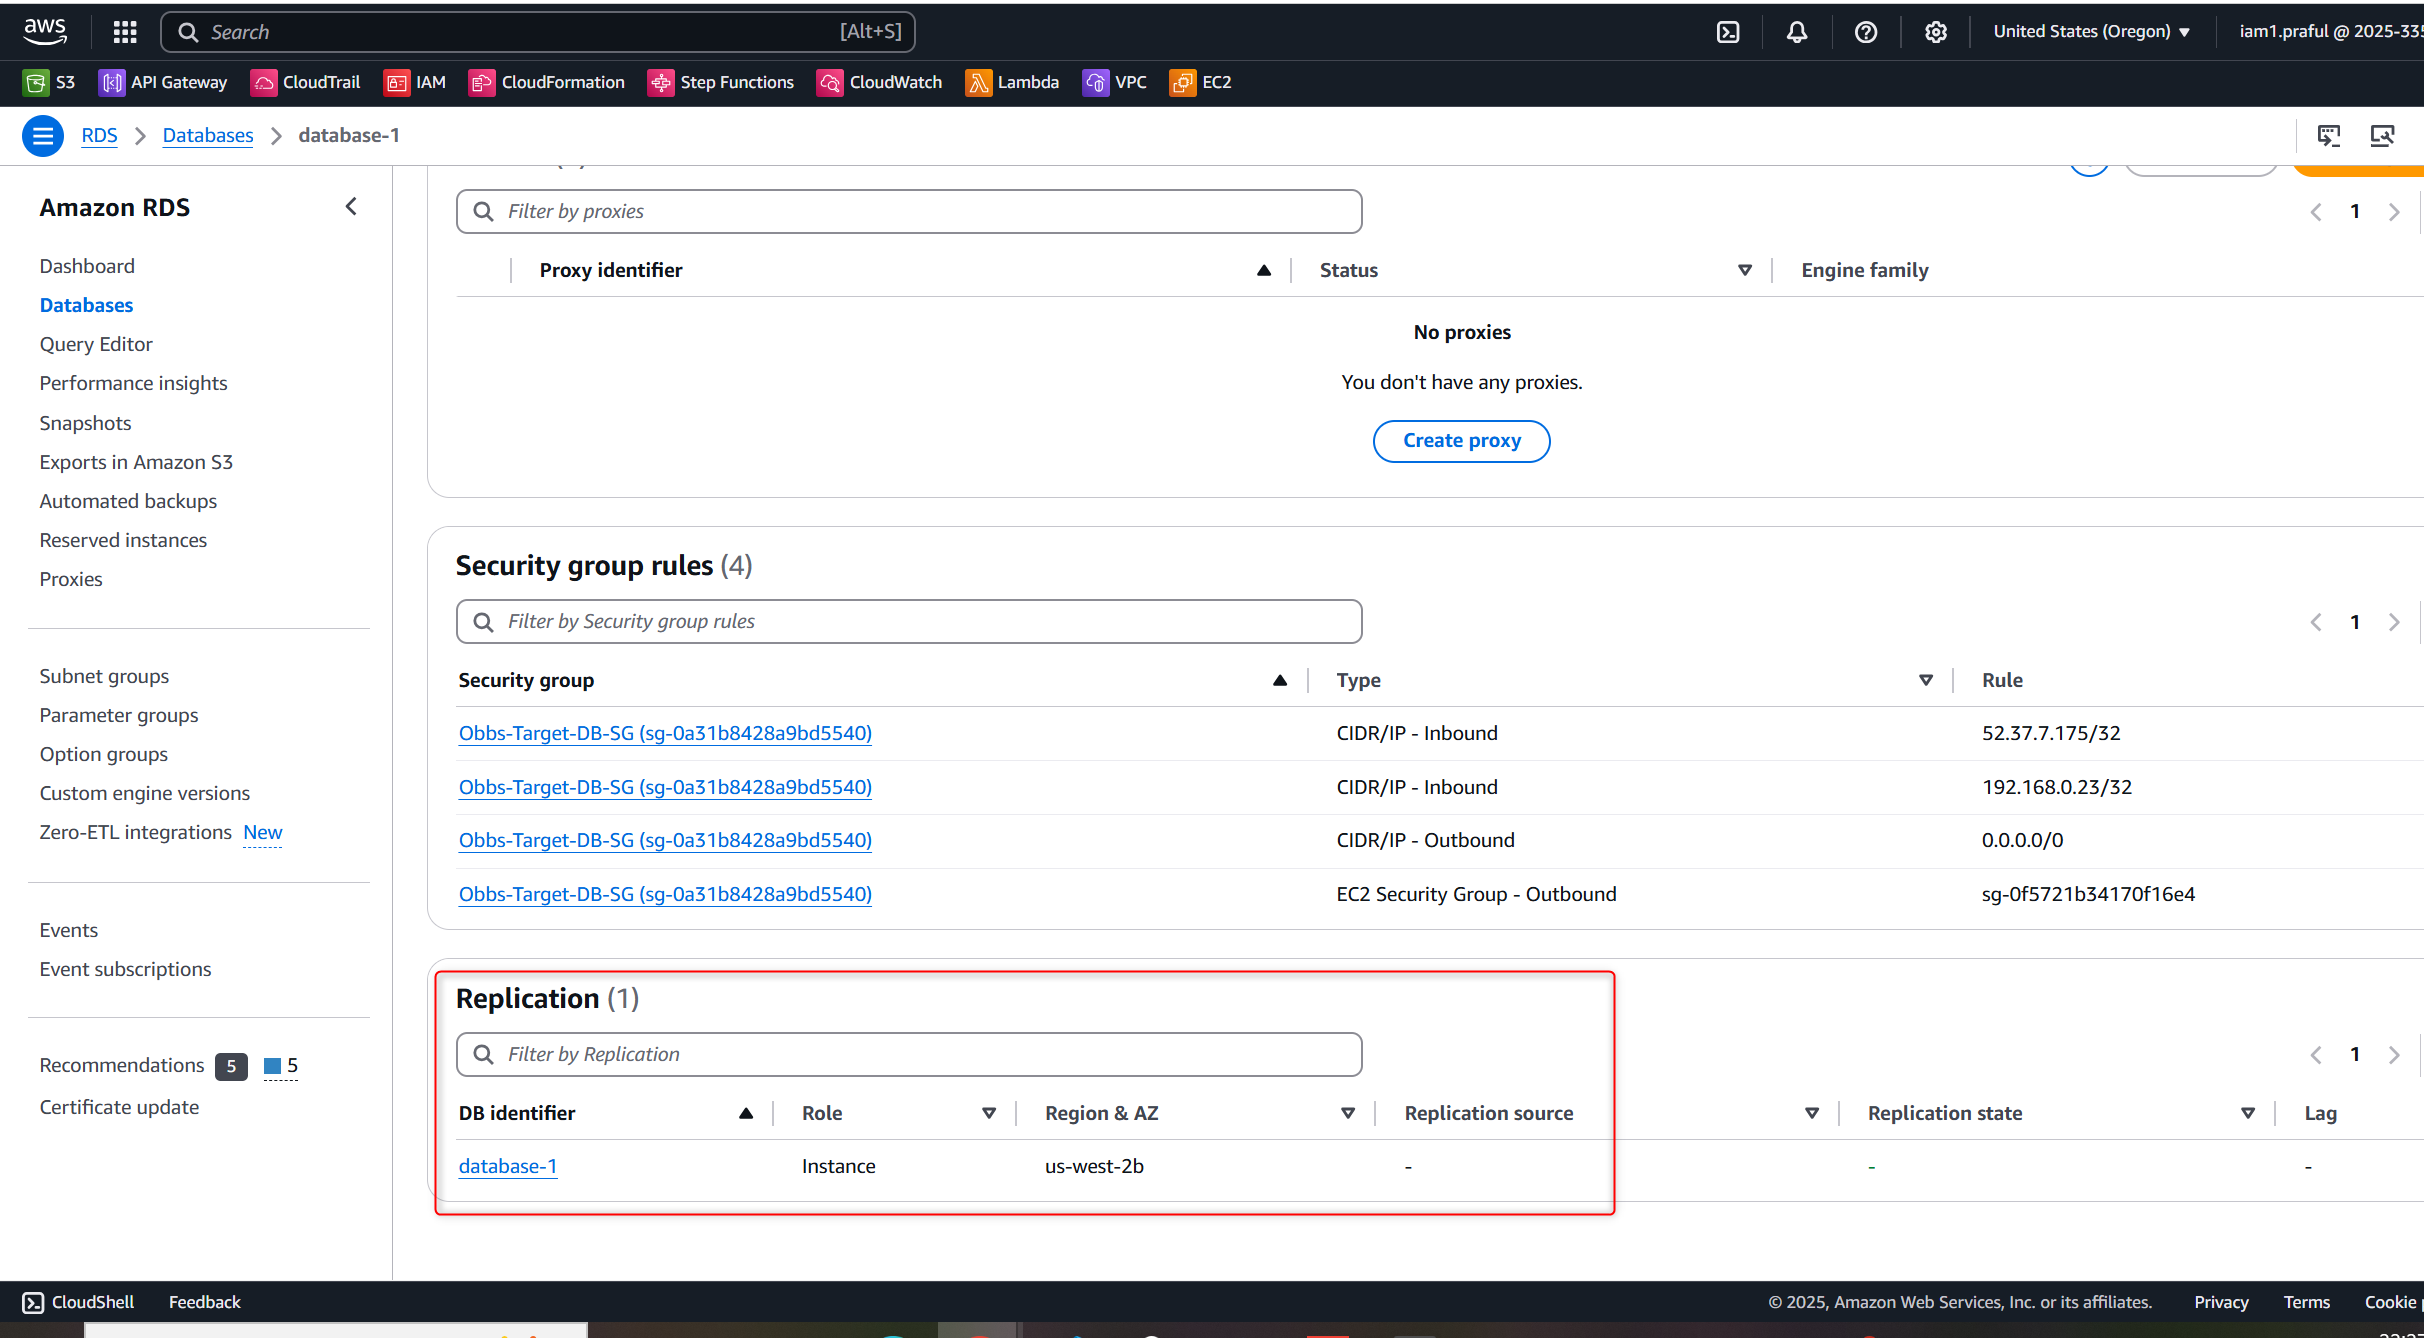 aws
Search [Alt+S]
United States (Oregon) iam1.praful @ 2025-335
S3 API Gateway CloudTrail IAM CloudFormation Step Functions CloudWatch Lambda VPC EC2
RDS Databases database-1
Amazon RDS
Dashboard
Databases
Query Editor
Performance insights
Snapshots
Exports in Amazon S3
Automated backups
Reserved instances
Proxies
Subnet groups
Parameter groups
Option groups
Custom engine versions
Zero-ETL integrations New
Events
Event subscriptions
Recommendations 5 5
Certificate update
Filter by proxies 1
Proxy identifier Status Engine family
No proxies
You don't have any proxies.
Create proxy
Security group rules (4)
Filter by Security group rules 1
Security group Type Rule
Obbs-Target-DB-SG (sg-0a31b8428a9bd5540) CIDR/IP - Inbound 52.37.7.175/32
Obbs-Target-DB-SG (sg-0a31b8428a9bd5540) CIDR/IP - Inbound 192.168.0.23/32
Obbs-Target-DB-SG (sg-0a31b8428a9bd5540) CIDR/IP - Outbound 0.0.0.0/0
Obbs-Target-DB-SG (sg-0a31b8428a9bd5540) EC2 Security Group - Outbound sg-0f5721b34170f16e4
Replication (1)
Filter by Replication 1
DB identifier Role Region & AZ Replication source Replication state Lag
database-1 Instance us-west-2b - - -
CloudShell Feedback © 2025, Amazon Web Services, Inc. or its affiliates. Privacy Terms Cookie